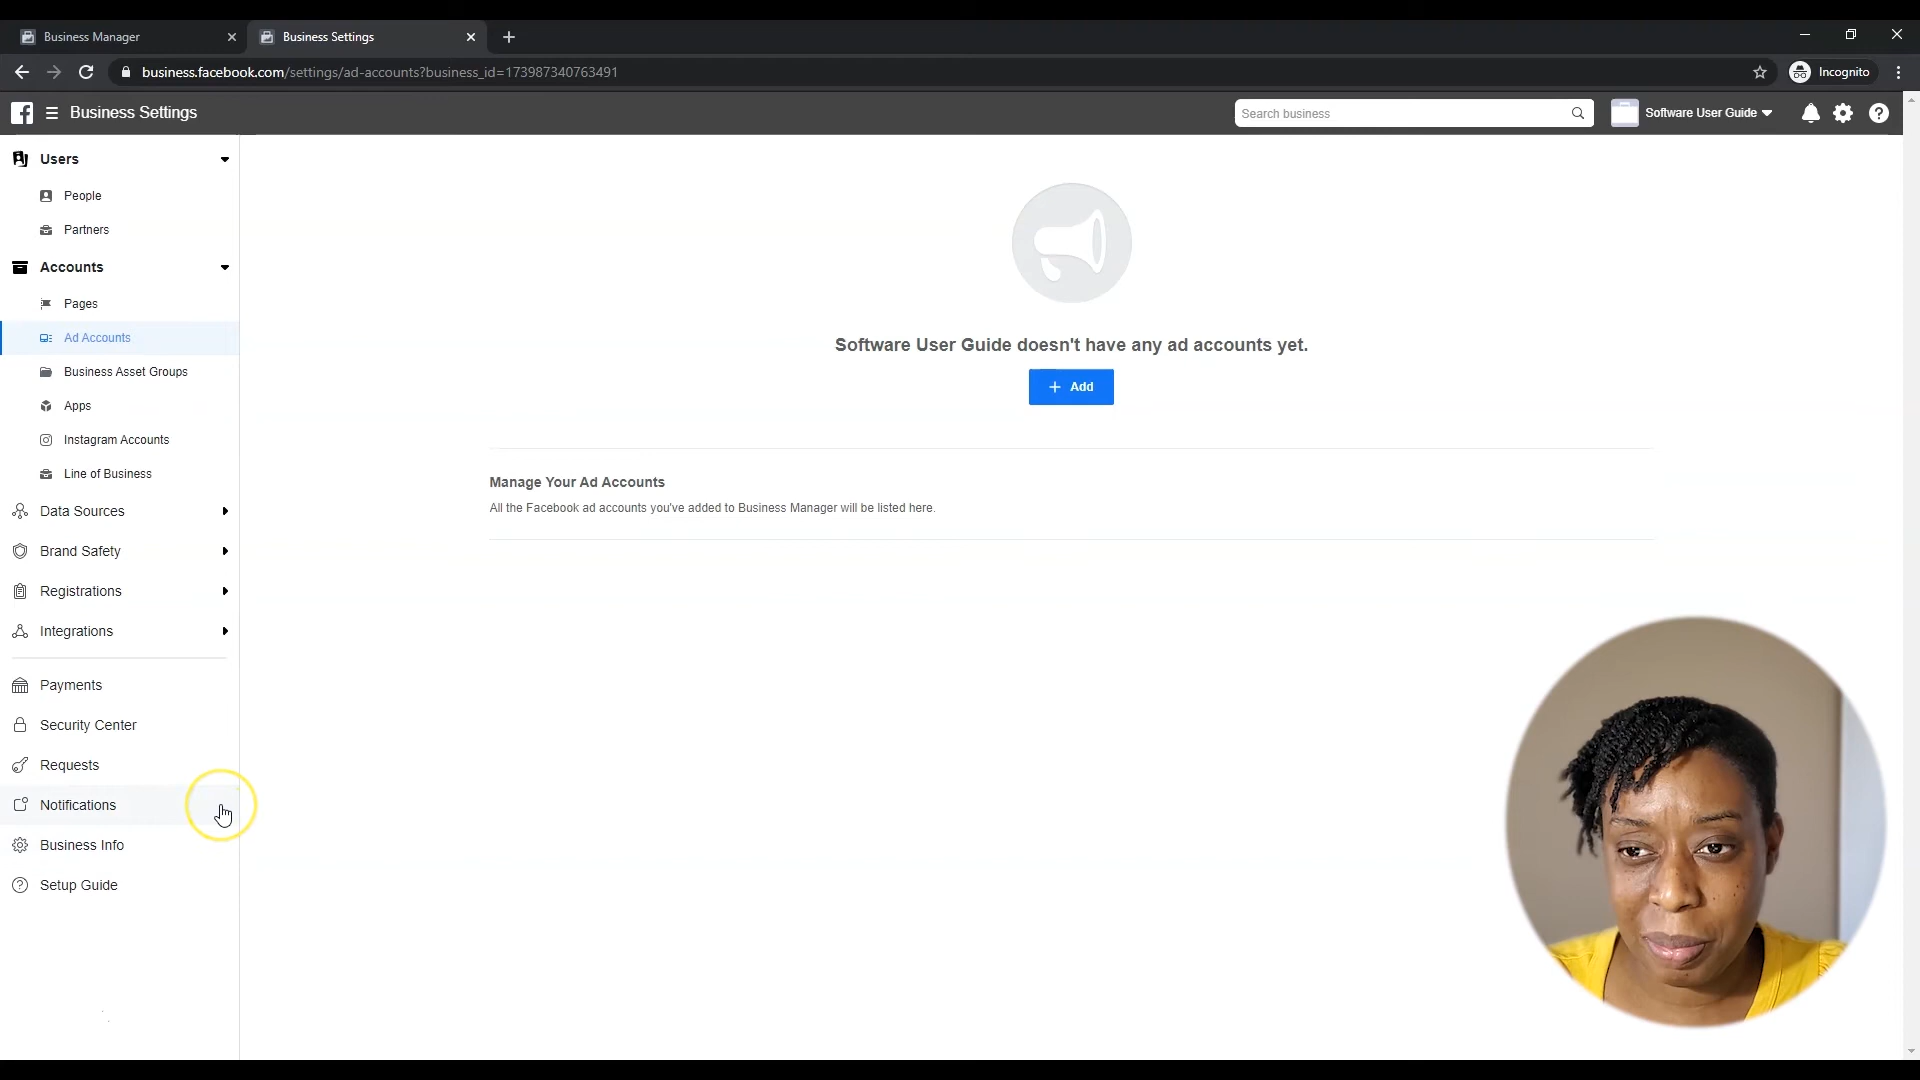 Business Manager
Business Settings
business.facebook.com/settings/ad-accounts?business_id=173987340763491
Incognito
Business Settings
Search business
Software User Guide
Users
People
Partners
Accounts
Pages
Ad Accounts
Business Asset Groups
Apps
Instagram Accounts
Line of Business
Data Sources
Brand Safety
Registrations
Integrations
Payments
Security Center
Requests
Notifications
Business Info
Setup Guide
Software User Guide doesn't have any ad accounts yet.
+ Add
Manage Your Ad Accounts
All the Facebook ad accounts you've added to Business Manager will be listed here.